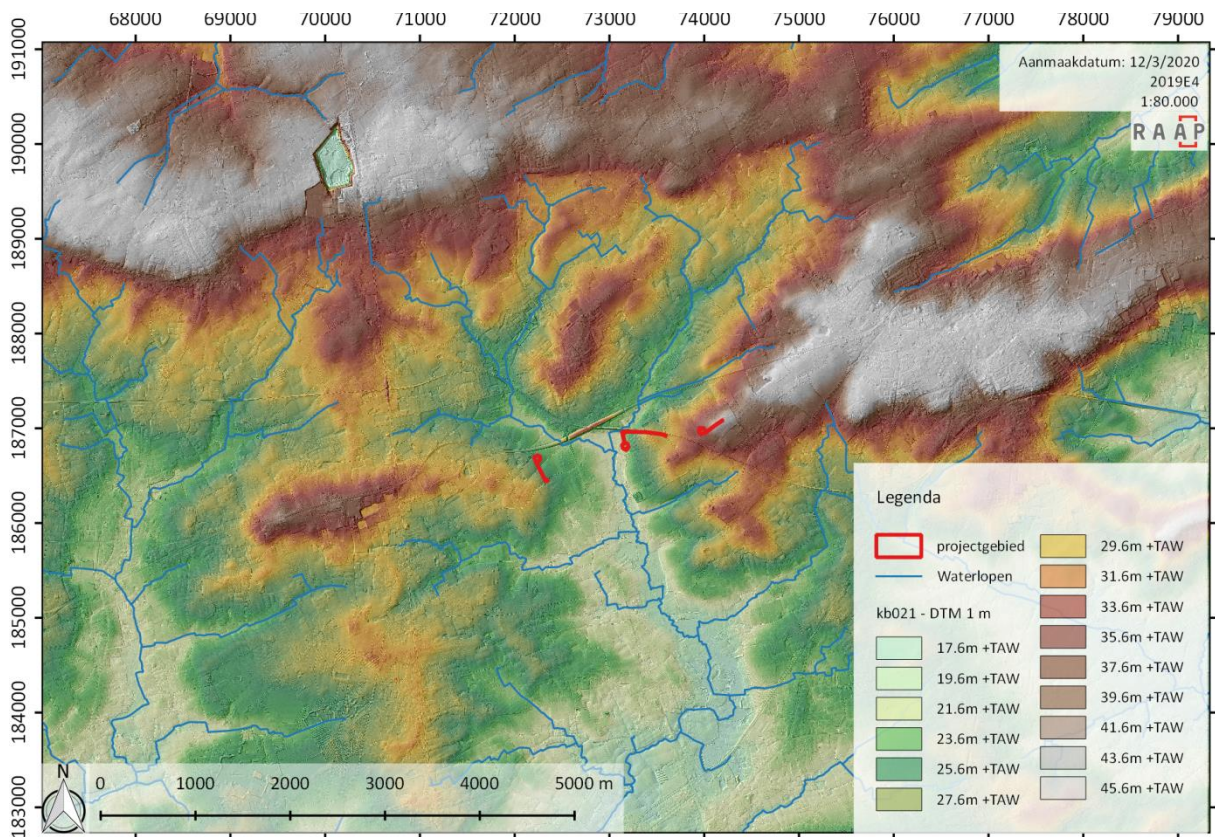 68000 69000 70000 71000 72000 73000 74000 75000 76000 77000 78000 79000
191000
190000
189000
188000
187000
186000
185000
184000
183000
Aanmaakdatum: 12/3/2020
2019E4
1:80.000
RAAP
Legenda
projectgebied
Waterlopen
kb021 - DTM 1 m
17.6m +TAW
19.6m +TAW
21.6m +TAW
23.6m +TAW
25.6m +TAW
27.6m +TAW
29.6m +TAW
31.6m +TAW
33.6m +TAW
35.6m +TAW
37.6m +TAW
39.6m +TAW
41.6m +TAW
43.6m +TAW
45.6m +TAW
N
0 1000 2000 3000 4000 5000 m